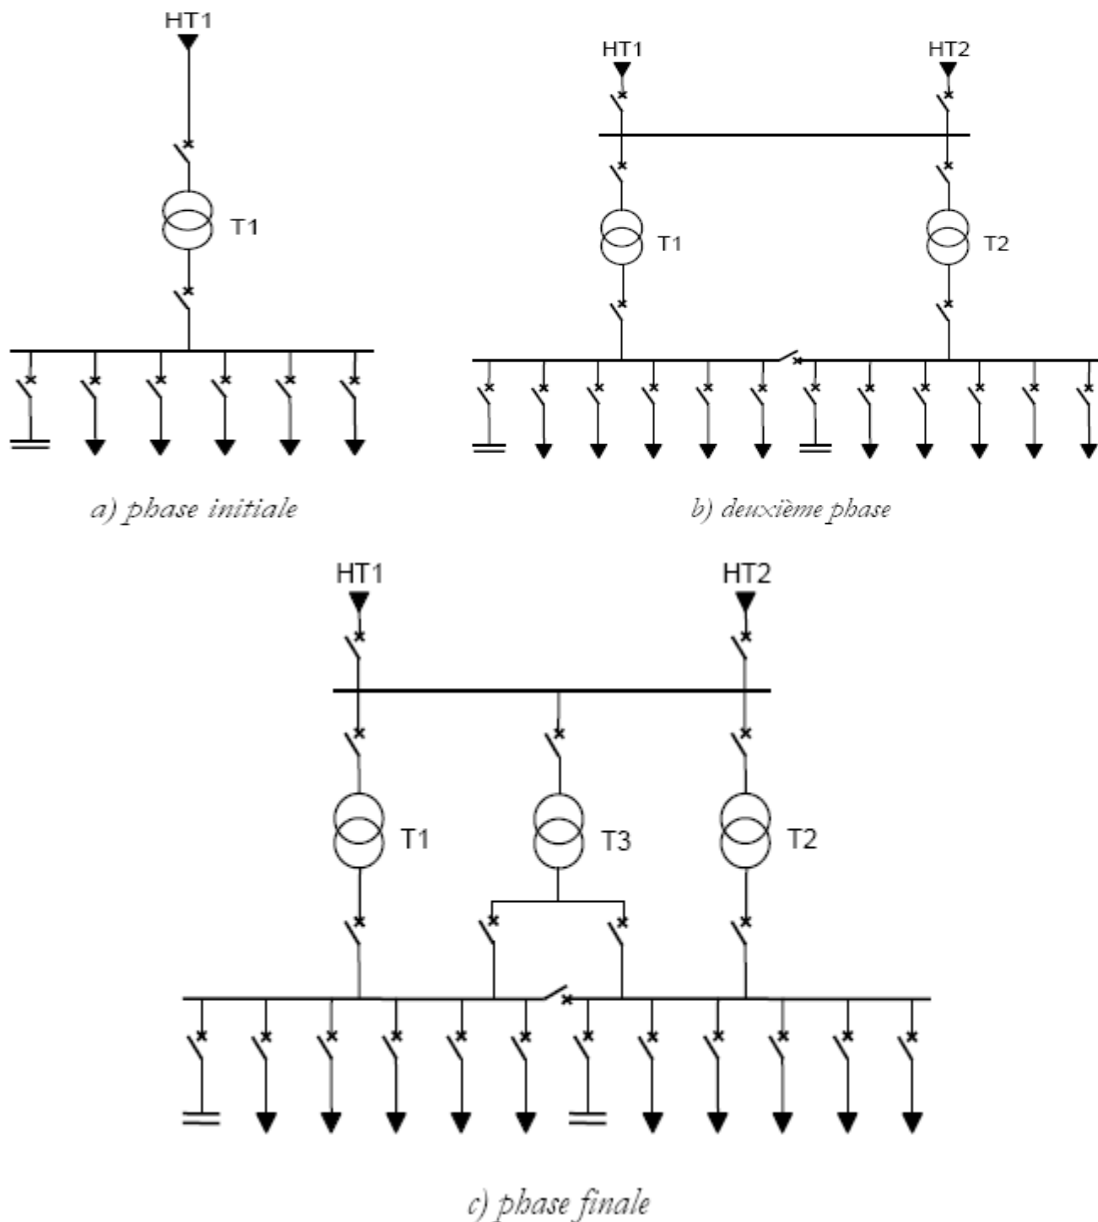 HT1
T1
a) phase initiale
HT1 HT2
T1 T2
b) deuxième phase
HT1 HT2
T1 T3 T2
c) phase finale